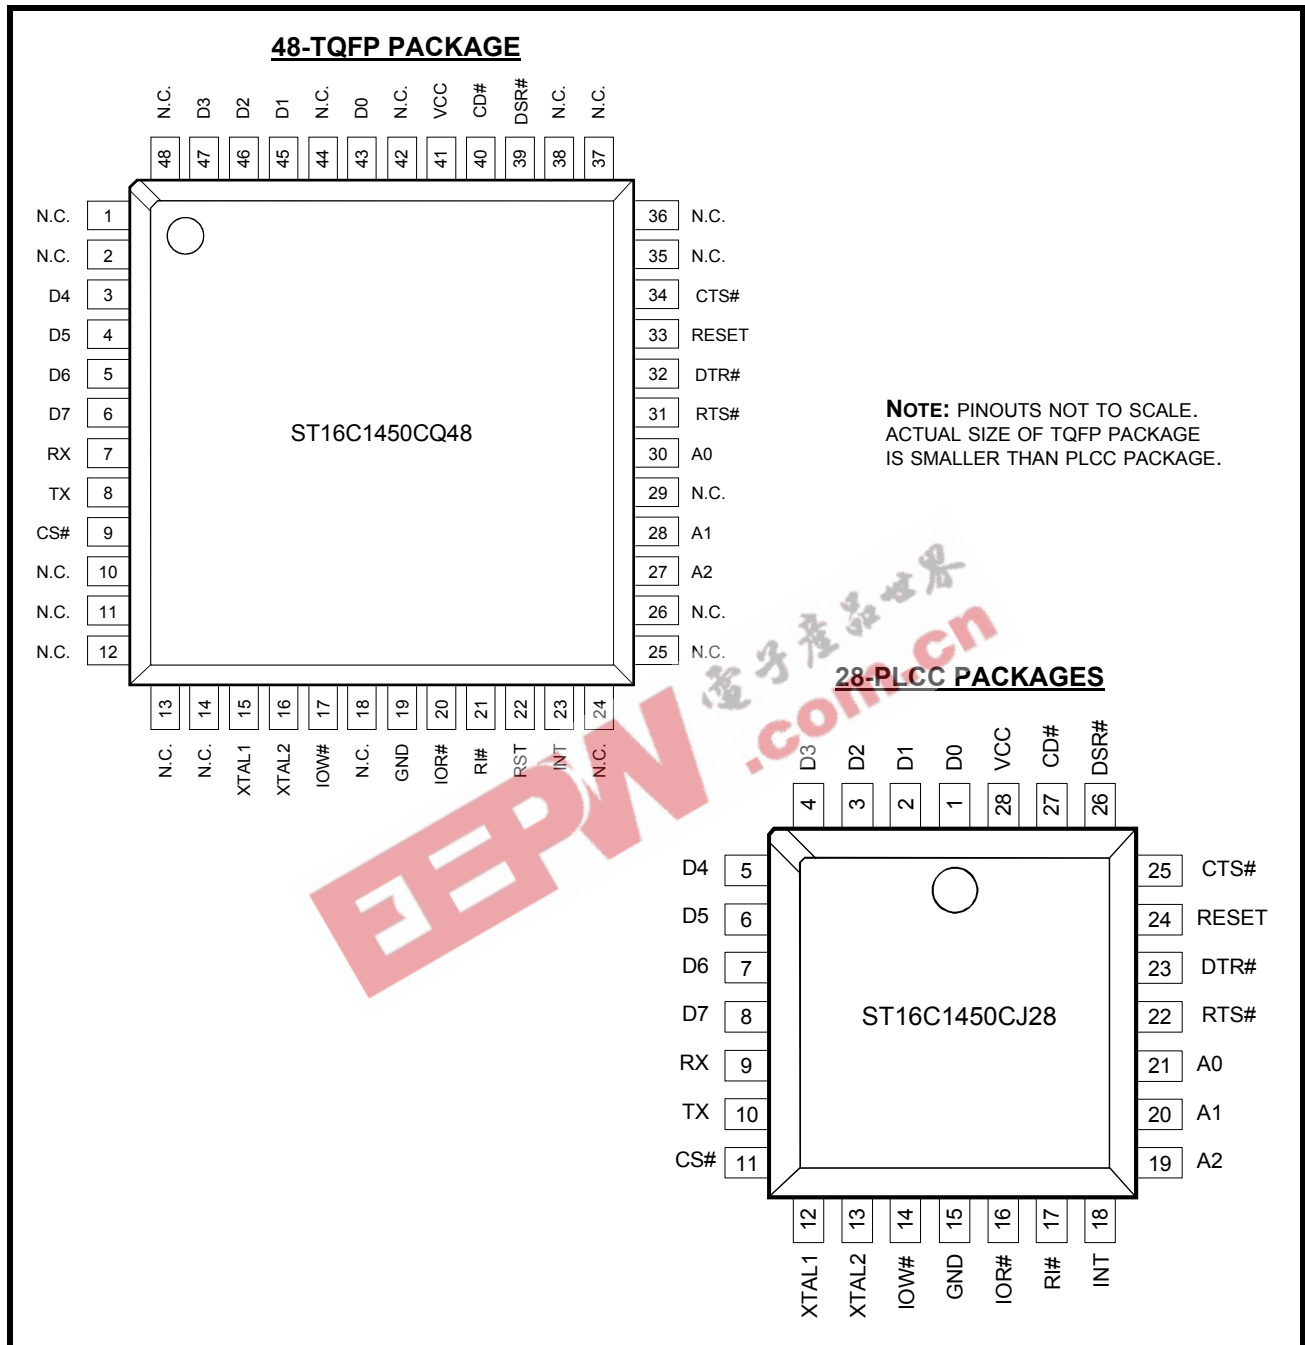 48-TQFP PACKAGE
N.C. D3 D2 D1 N.C. D0 N.C. VCC CD# DSR# N.C. N.C.
48 47 46 45 44 43 42 41 40 39 38 37
N.C. 1 36 N.C.
N.C. 2 35 N.C.
D4 3 34 CTS#
D5 4 33 RESET
D6 5 32 DTR#
D7 6 31 RTS#
ST16C1450CQ48
RX 7 30 A0
TX 8 29 N.C.
CS# 9 28 A1
N.C. 10 27 A2
N.C. 11 26 N.C.
N.C. 12 25 N.C.
13 14 15 16 17 18 19 20 21 22 23 24
N.C. N.C. XTAL1 XTAL2 IOW# N.C. GND IOR# RI# RST INT N.C.
NOTE: PINOUTS NOT TO SCALE.
ACTUAL SIZE OF TQFP PACKAGE
IS SMALLER THAN PLCC PACKAGE.
EEPW 電子產品世界
.com.cn
28-PLCC PACKAGES
D3 D2 D1 D0 VCC CD# DSR#
4 3 2 1 28 27 26
D4 5 25 CTS#
D5 6 24 RESET
D6 7 23 DTR#
D7 8 22 RTS#
ST16C1450CJ28
RX 9 21 A0
TX 10 20 A1
CS# 11 19 A2
12 13 14 15 16 17 18
XTAL1 XTAL2 IOW# GND IOR# RI# INT